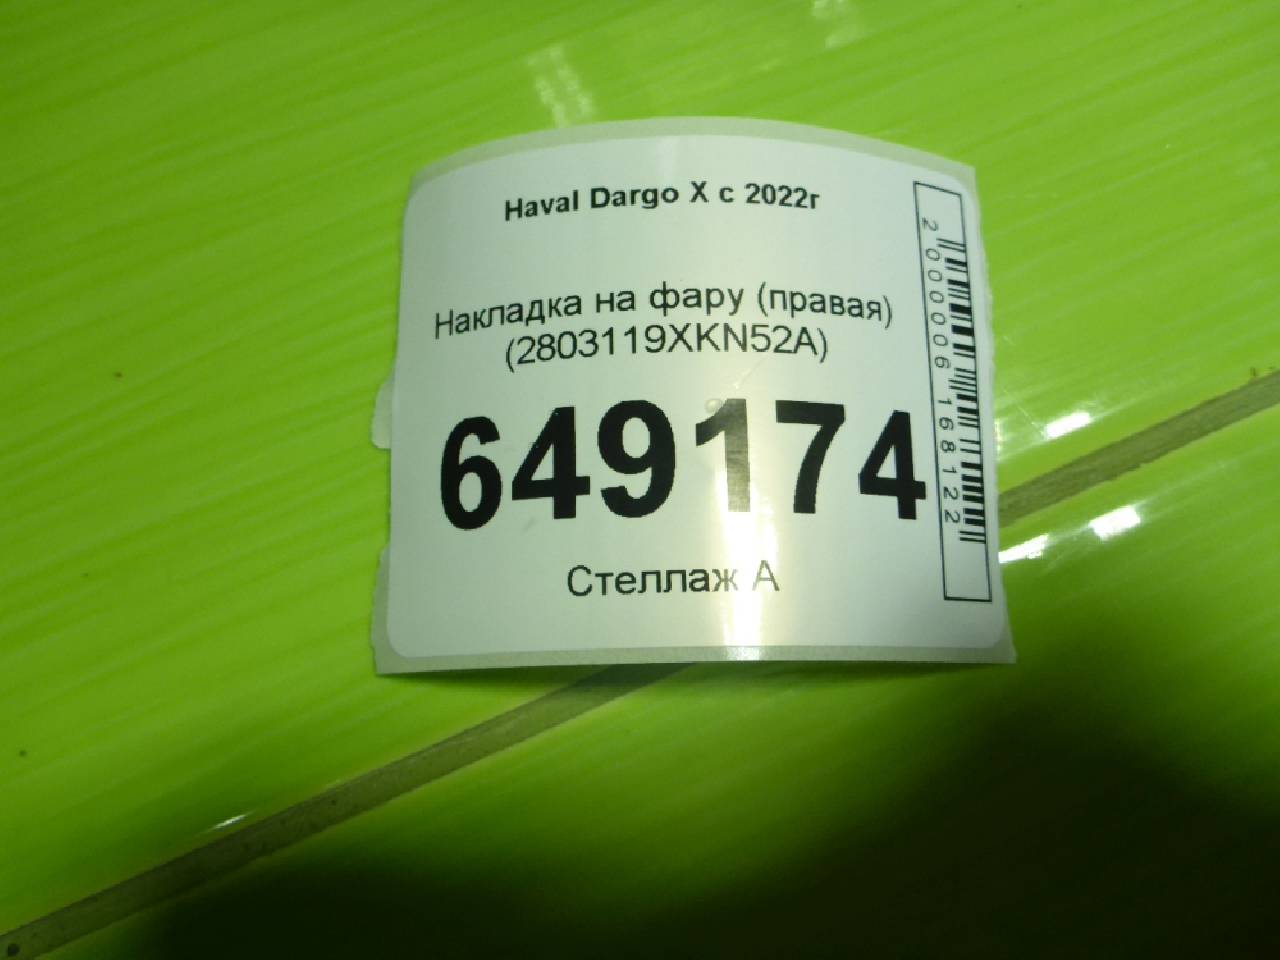 Haval Dargo X с 2022г
Накладка на фару (правая)
(2803119XKN52A)
649174
Стеллаж А
2000006168122